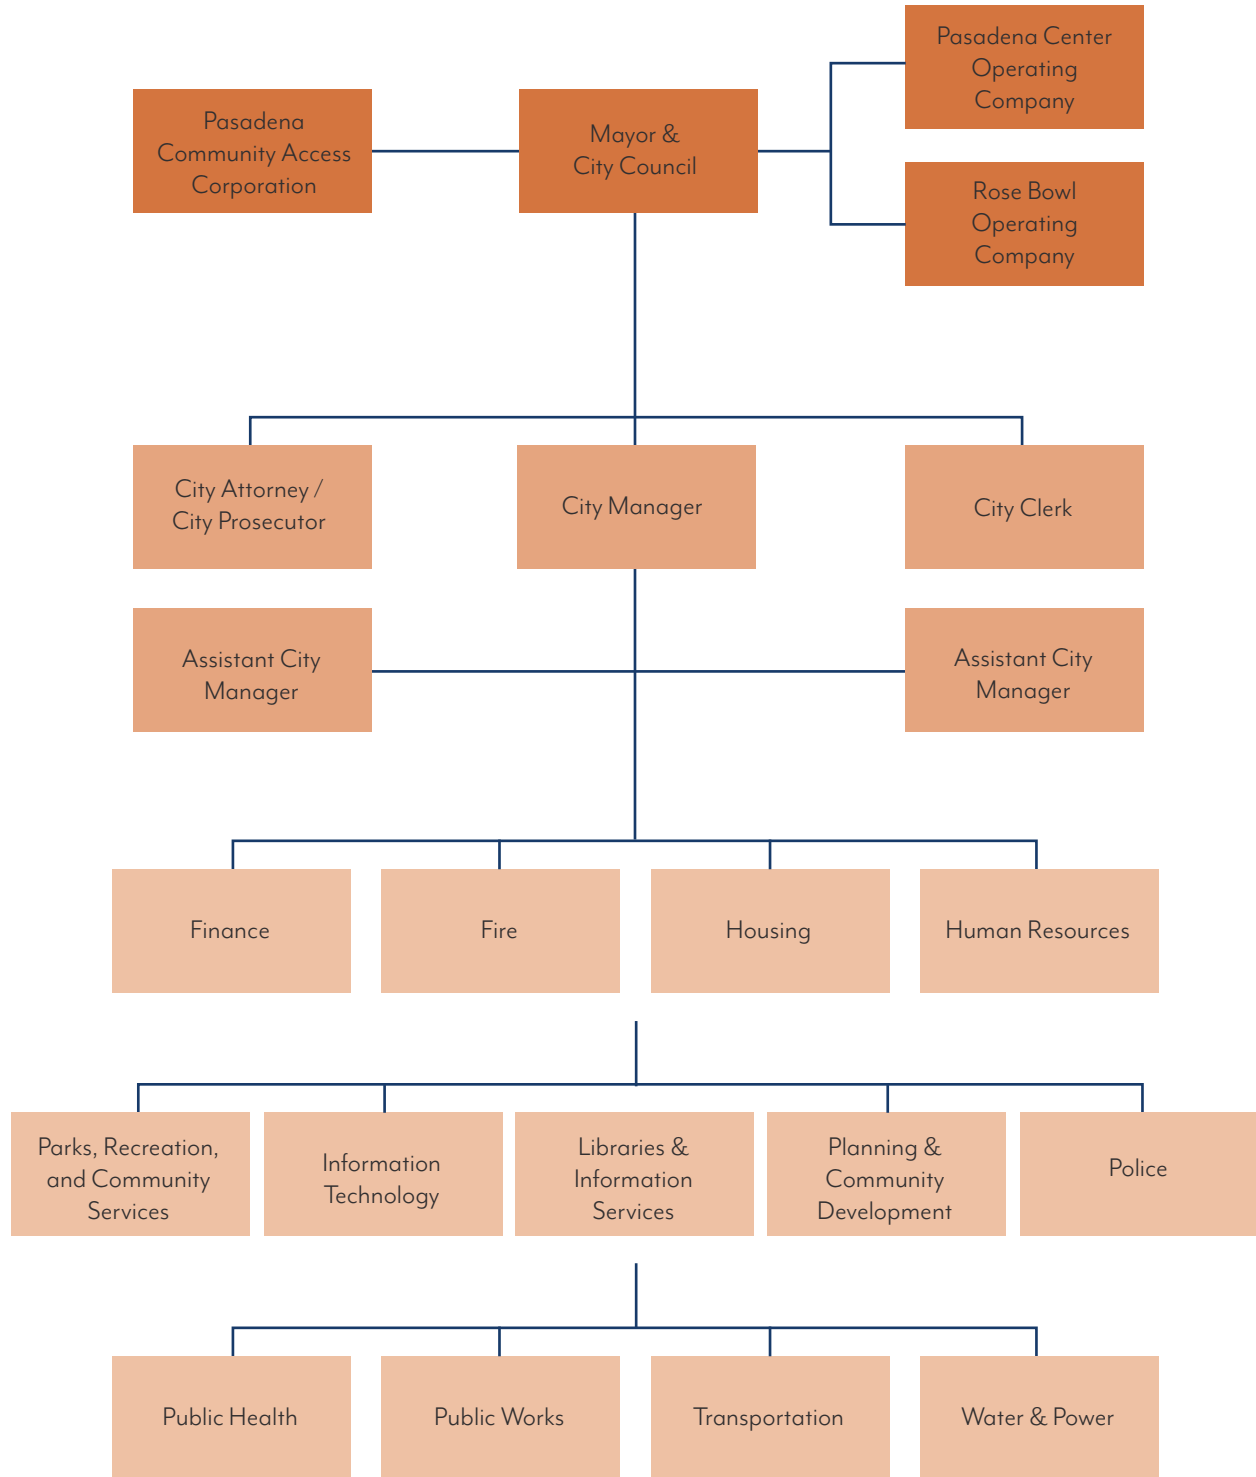 Pasadena Center
Operating
Company
Pasadena
Community Access
Corporation
Mayor &
City Council
Rose Bowl
Operating
Company
City Attorney /
City Prosecutor
City Manager
City Clerk
Assistant City
Manager
Assistant City
Manager
Finance
Fire
Housing
Human Resources
Parks, Recreation,
and Community
Services
Information
Technology
Libraries &
Information
Services
Planning &
Community
Development
Police
Public Health
Public Works
Transportation
Water & Power